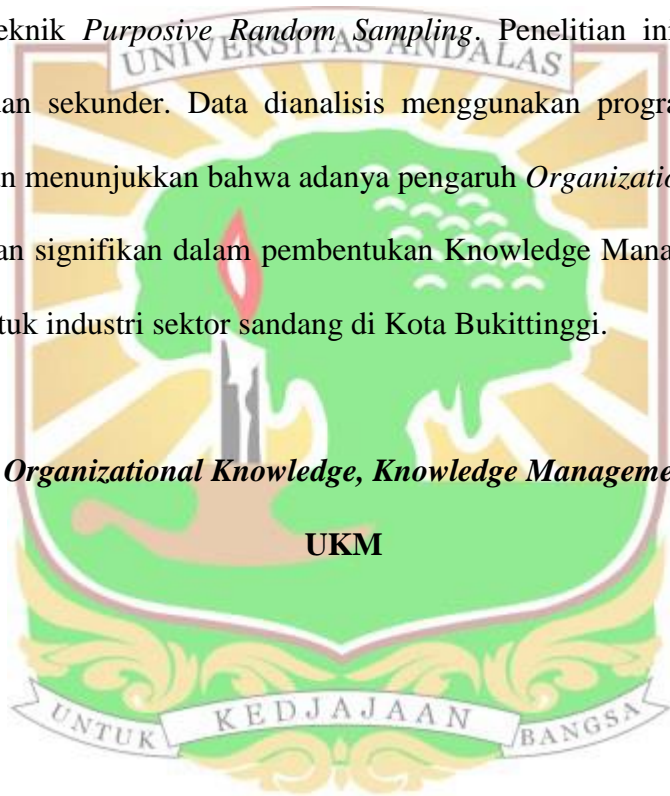 eknik Purposive Random Sampling. Penelitian ini
UNIVERSITAS ANDALAS
an sekunder. Data dianalisis menggunakan progra
n menunjukkan bahwa adanya pengaruh Organizatio
an signifikan dalam pembentukan Knowledge Mana
tuk industri sektor sandang di Kota Bukittinggi.
Organizational Knowledge, Knowledge Manageme
UKM
UNTUK KEDJAJAAN BANGSA